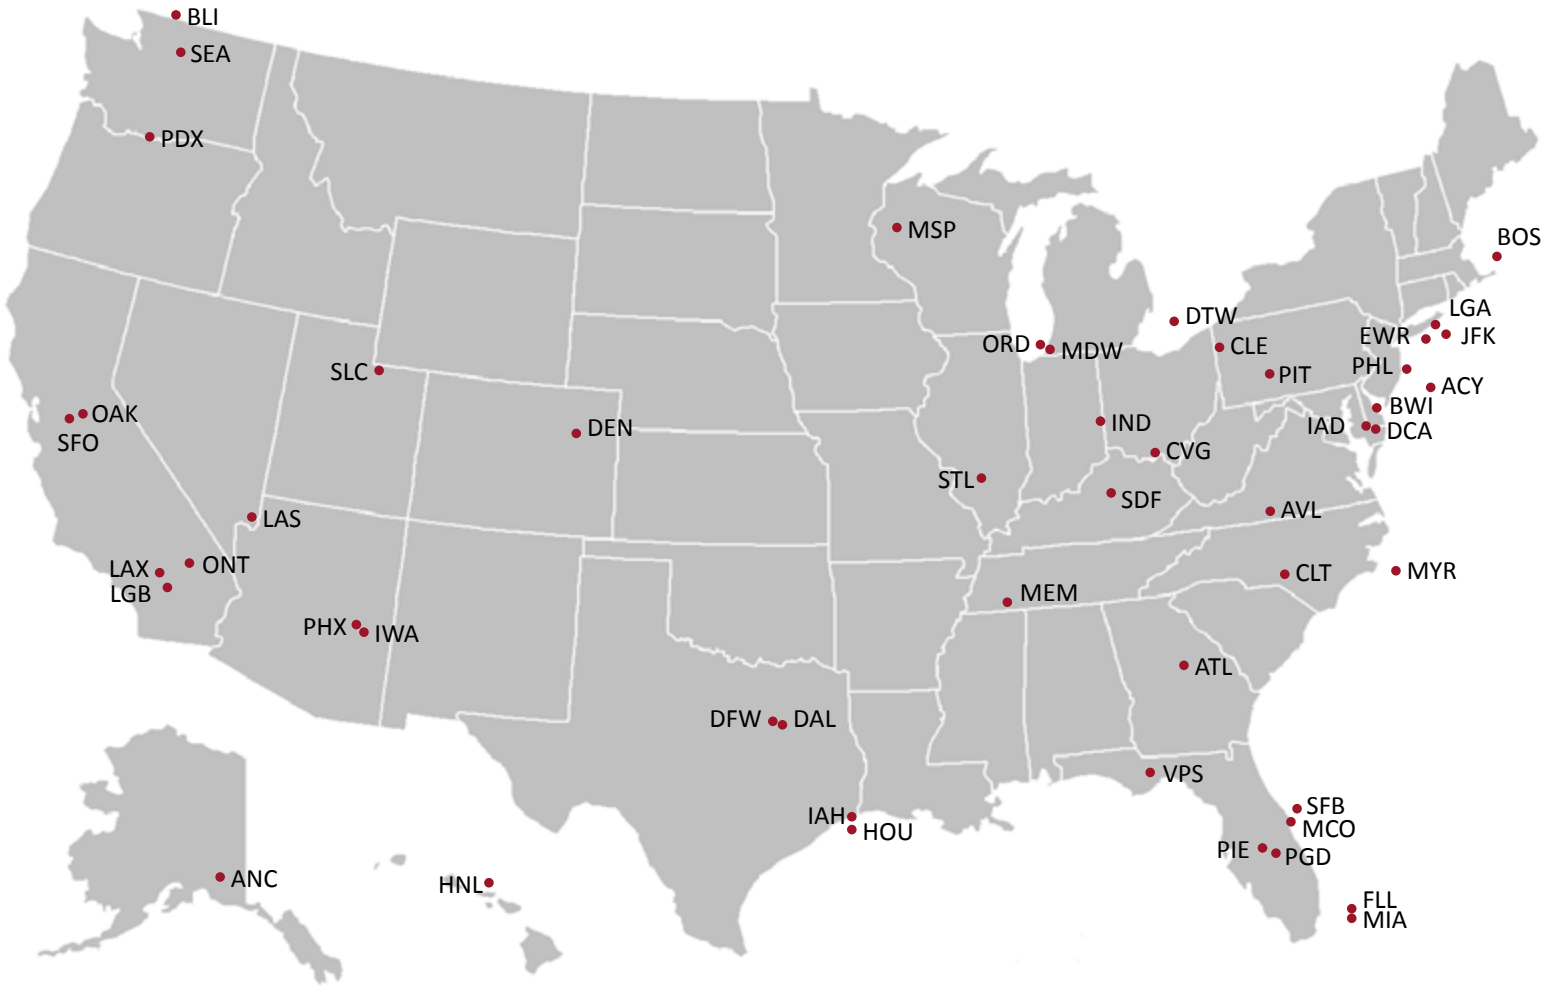 BLI
SEA
PDX
MSP
BOS
LGA
DTW
EWR
JFK
ORD
MDW
CLE
PHL
SLC
PIT
ACY
OAK
BWI
SFO
DEN
IND
IAD
DCA
CVG
STL
SDF
LAS
AVL
LAX
ONT
CLT
MYR
LGB
MEM
PHX
IWA
ATL
DFW
DAL
VPS
SFB
IAH
HOU
MCO
PIE
PGD
ANC
HNL
FLL
MIA